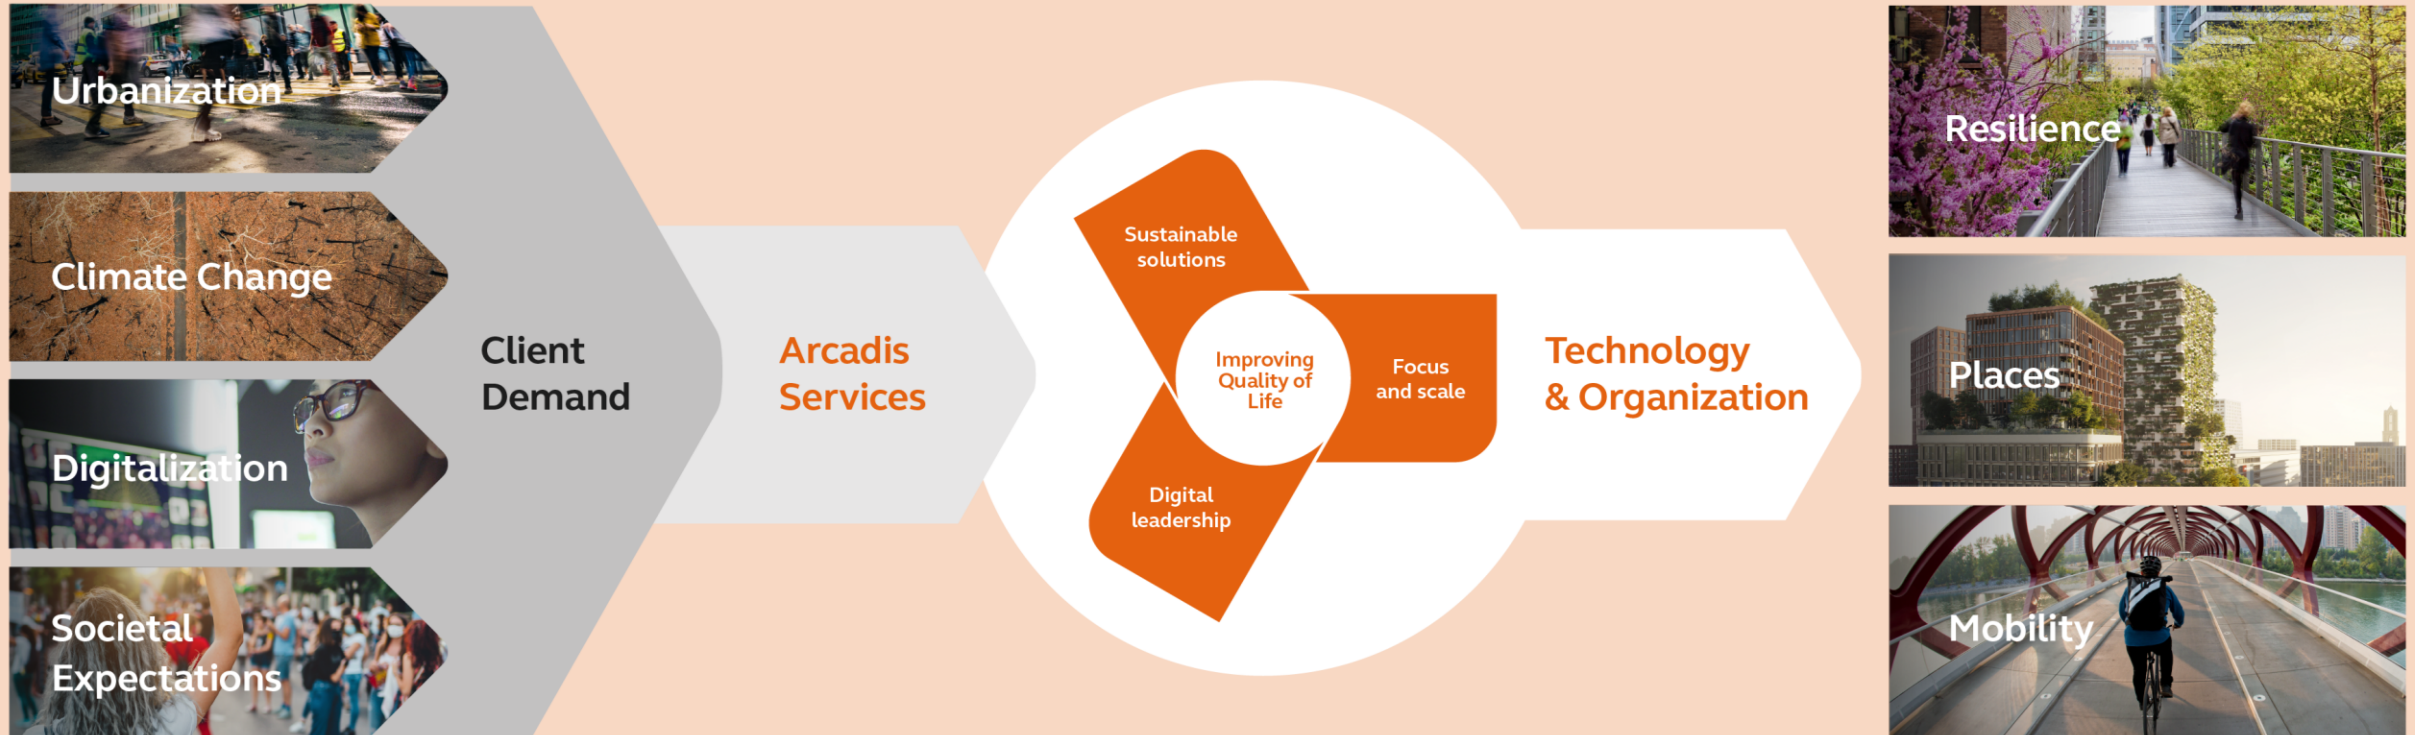 Urbanization
Climate Change
Digitalization
Societal
Expectations
Client
Demand
Arcadis
Services
Sustainable
solutions
Improving
Quality of
Life
Focus
and scale
Digital
leadership
Technology
& Organization
Resilience
Places
Mobility